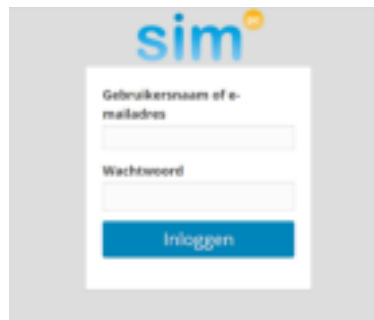 sim
Gebruikersnaam of e-
mailadres
Wachtwoord
Inloggen